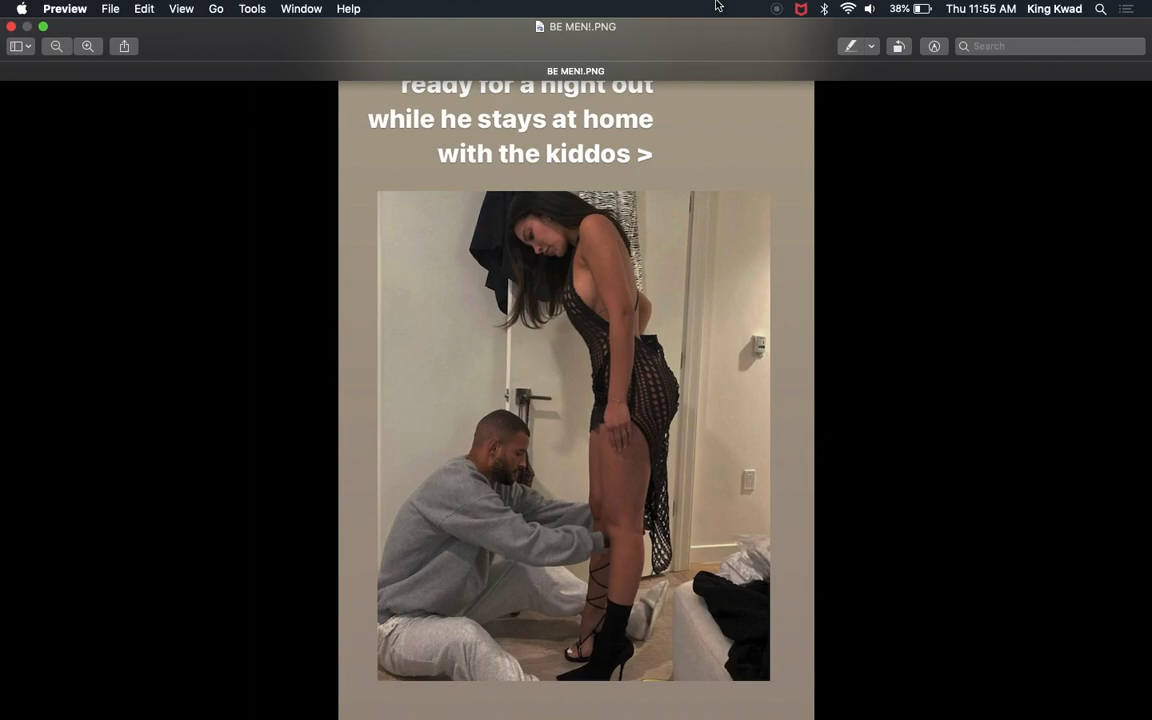 Preview File Edit View Go Tools Window Help 38% Thu 11:55 AM King Kwad
BE MEN!.PNG
Search
BE MEN!.PNG
ready for a night out
while he stays at home
with the kiddos >